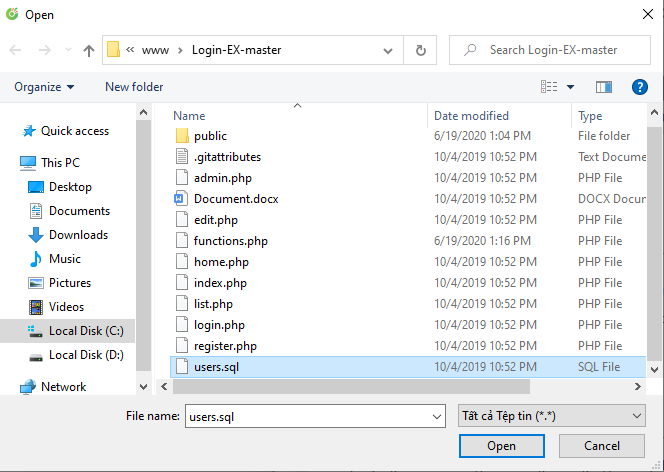 Open
« www › Login-EX-master
Search Login-EX-master
Organize
New folder
Name Date modified Type
Quick access
This PC
Desktop
Documents
Downloads
Music
Pictures
Videos
Local Disk (C:)
Local Disk (D:)
Network
public 6/19/2020 1:04 PM File folder
.gitattributes 10/4/2019 10:52 PM Text Docume
admin.php 10/4/2019 10:52 PM PHP File
Document.docx 10/4/2019 10:52 PM DOCX Docum
edit.php 10/4/2019 10:52 PM PHP File
functions.php 6/19/2020 1:16 PM PHP File
home.php 10/4/2019 10:52 PM PHP File
index.php 10/4/2019 10:52 PM PHP File
list.php 10/4/2019 10:52 PM PHP File
login.php 10/4/2019 10:52 PM PHP File
register.php 10/4/2019 10:52 PM PHP File
users.sql 10/4/2019 10:52 PM SQL File
File name: users.sql Tất cả Tệp tin (*.*)
Open Cancel